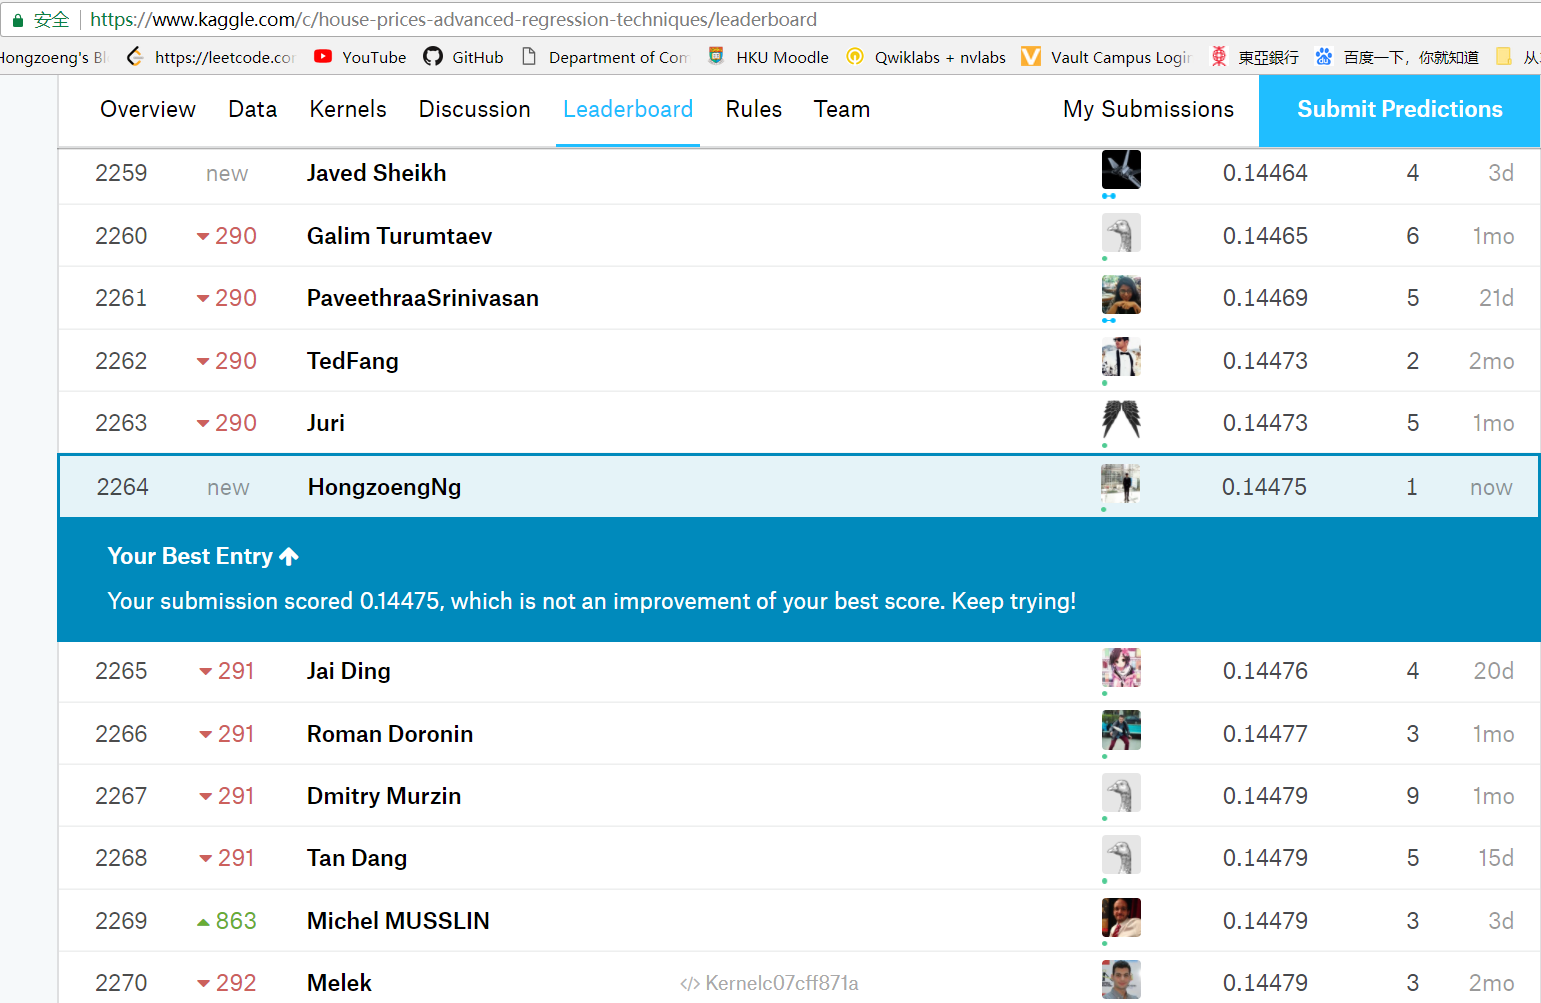 安全 https://www.kaggle.com/c/house-prices-advanced-regression-techniques/leaderboard
Hongzoeng's Bl https://leetcode.cor YouTube GitHub Department of Com HKU Moodle Qwiklabs + nvlabs Vault Campus Login 東亞銀行 百度一下，你就知道 从
Overview Data Kernels Discussion Leaderboard Rules Team My Submissions Submit Predictions
2259 new Javed Sheikh 0.14464 4 3d
2260 290 Galim Turumtaev 0.14465 6 1mo
2261 290 PaveethraaSrinivasan 0.14469 5 21d
2262 290 TedFang 0.14473 2 2mo
2263 290 Juri 0.14473 5 1mo
2264 new HongzoengNg 0.14475 1 now
Your Best Entry
Your submission scored 0.14475, which is not an improvement of your best score. Keep trying!
2265 291 Jai Ding 0.14476 4 20d
2266 291 Roman Doronin 0.14477 3 1mo
2267 291 Dmitry Murzin 0.14479 9 1mo
2268 291 Tan Dang 0.14479 5 15d
2269 863 Michel MUSSLIN 0.14479 3 3d
2270 292 Melek </> Kernelc07cff871a 0.14479 3 2mo